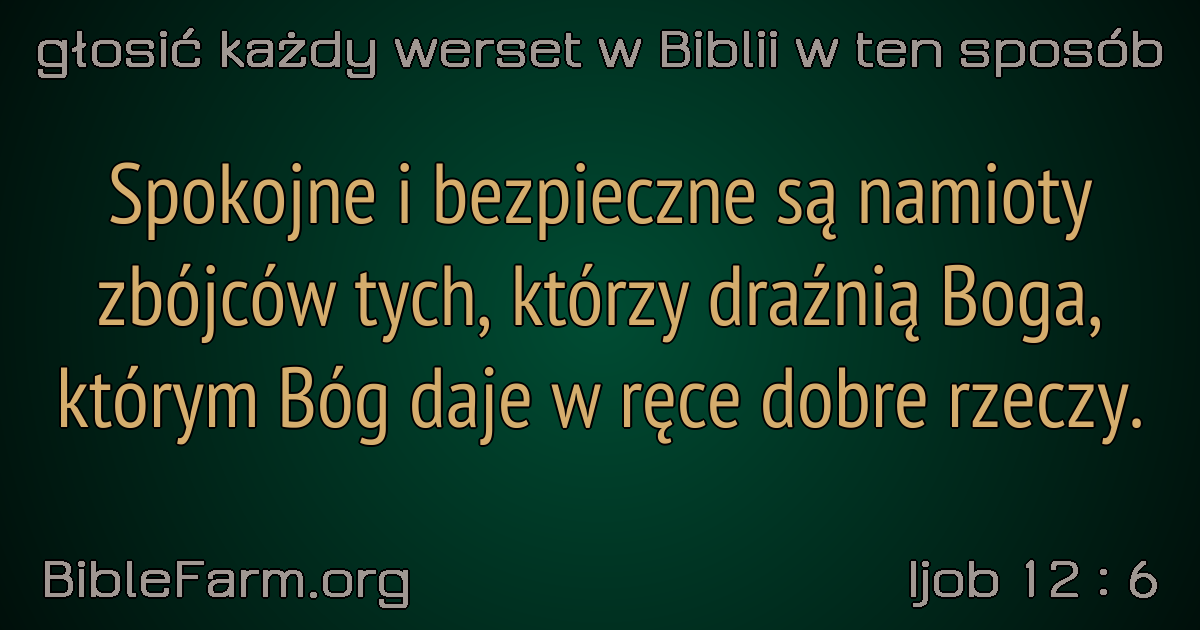 głosić każdy werset w Biblii w ten sposób
Spokojne i bezpieczne są namioty
zbójców tych, którzy draźnią Boga,
którym Bóg daje w ręce dobre rzeczy.
BibleFarm.org
Ijob 12 : 6